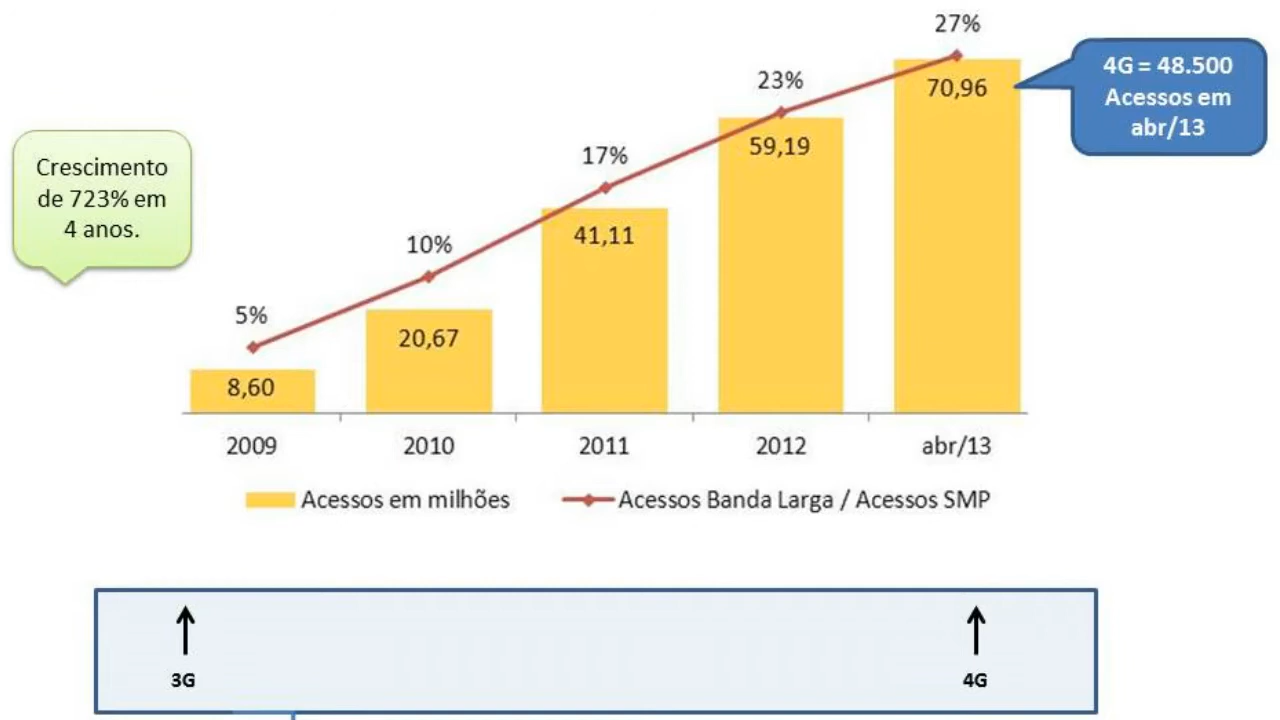 27%
4G = 48.500
Acessos em
abr/13
70,96
23%
59,19
Crescimento
de 723% em
4 anos.
17%
41,11
10%
20,67
5%
8,60
2009
2010
2011
2012
abr/13
Acessos em milhões
Acessos Banda Larga / Acessos SMP
3G
4G